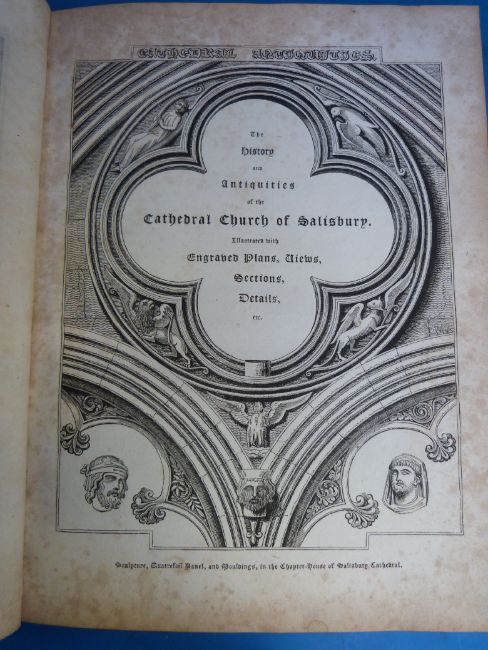 CATHEDRAL ANTIQUITIES.
The
History
and
Antiquities
of the
Cathedral Church of Salisbury.
Illustrated with
Engraved Plans, Views,
Sections,
Details,
etc.
Sculpture, Quatrefoil Panel, and Mouldings, in the Chapter-House of Salisbury Cathedral.